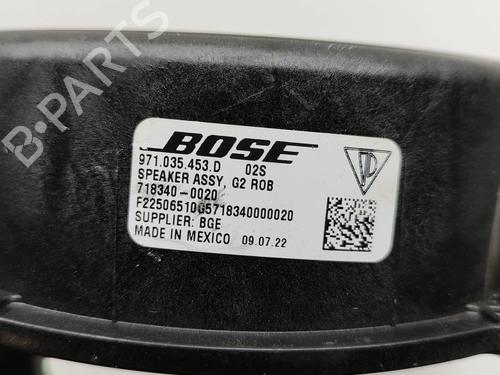 B-PARTS
BOSE
971.035.453.D 02S
SPEAKER ASSY, G2 ROB
718340-0020
F22506510G5718340000020
SUPPLIER: BGE
MADE IN MEXICO 09.07.22